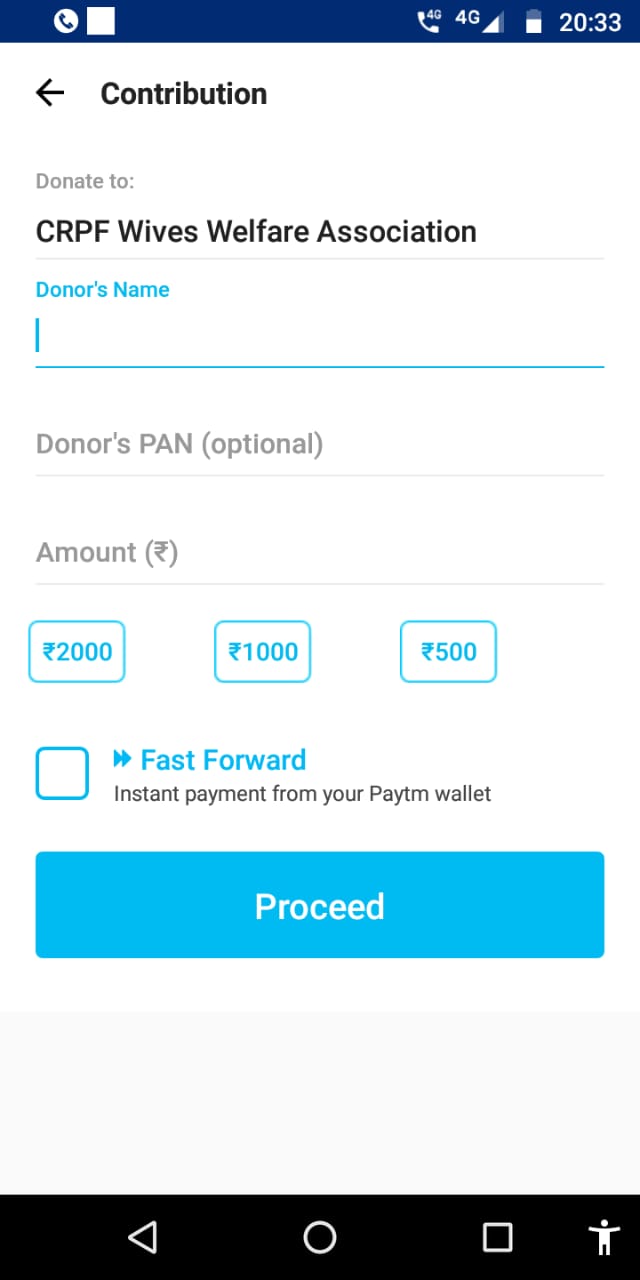 4G 4G 20:33
Contribution
Donate to:
CRPF Wives Welfare Association
Donor's Name
Donor's PAN (optional)
Amount (₹)
₹2000 ₹1000 ₹500
Fast Forward
Instant payment from your Paytm wallet
Proceed